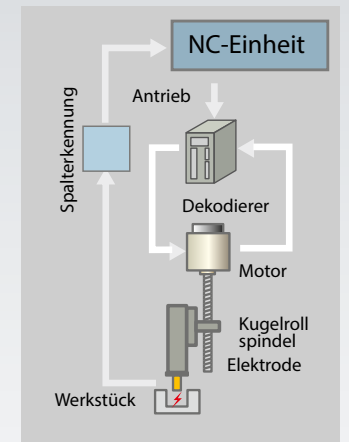 NC-Einheit
Antrieb
Spalterkennung
Dekodierer
Motor
Kugelroll
spindel
Elektrode
Werkstück